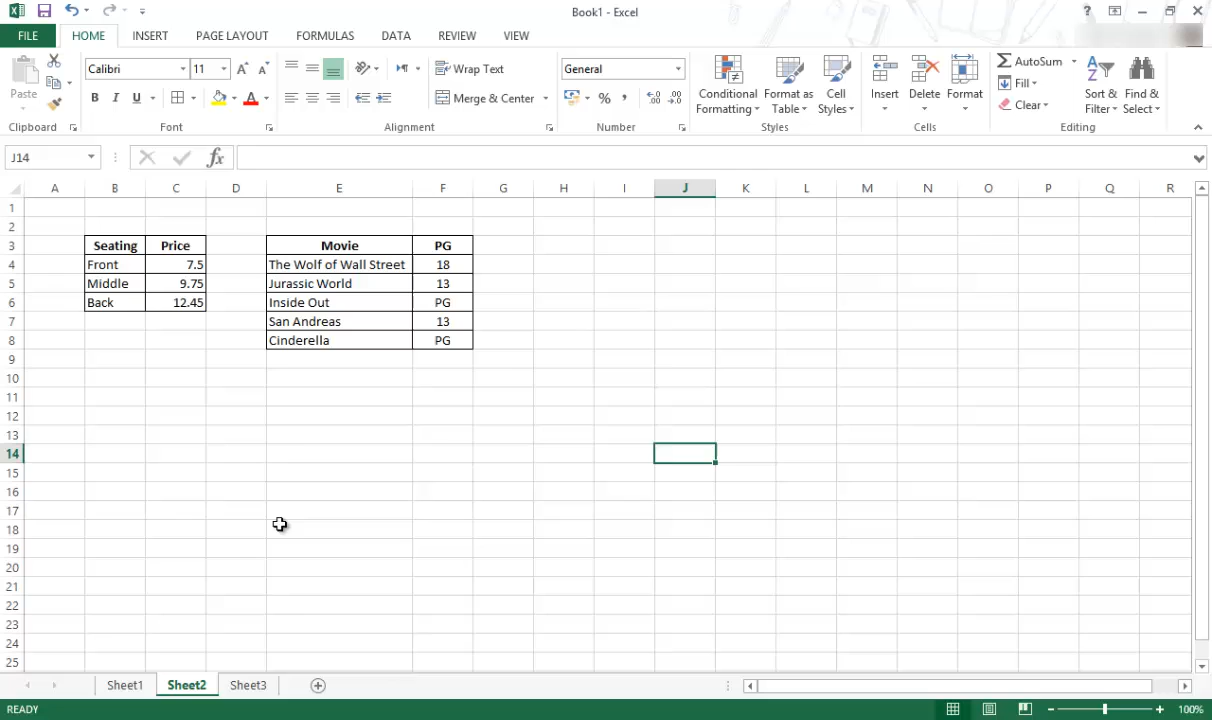 Book1 - Excel
FILE HOME INSERT PAGE LAYOUT FORMULAS DATA REVIEW VIEW
Calibri 11 Wrap Text General AutoSum
Paste Conditional Format as Cell Insert Delete Format Fill Sort & Find &
B I U Merge & Center % Formatting Table Styles Clear Filter Select
Clipboard Font Alignment Number Styles Cells Editing
J14 fx
A B C D E F G H I J K L M N O P Q R
1
2
3 Seating Price Movie PG
4 Front 7.5 The Wolf of Wall Street 18
5 Middle 9.75 Jurassic World 13
6 Back 12.45 Inside Out PG
7 San Andreas 13
8 Cinderella PG
9
10
11
12
13
14
15
16
17
18
19
20
21
22
23
24
25
Sheet1 Sheet2 Sheet3
READY 100%